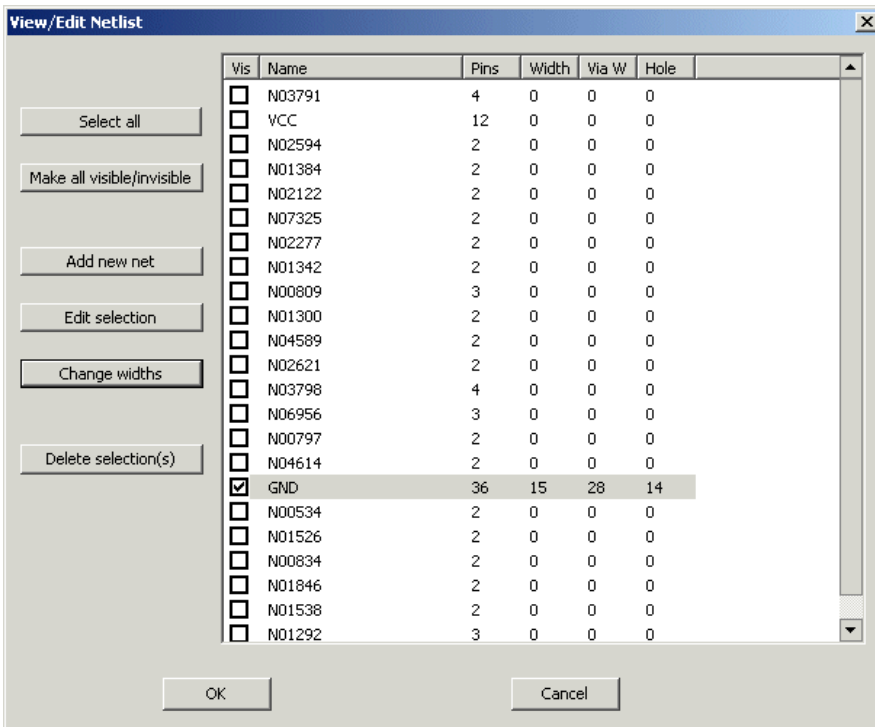 View/Edit Netlist
Vis Name Pins Width Via W Hole
N03791 4 0 0 0
Select all
VCC 12 0 0 0
N02594 2 0 0 0
N01384 2 0 0 0
Make all visible/invisible
N02122 2 0 0 0
N07325 2 0 0 0
N02277 2 0 0 0
Add new net
N01342 2 0 0 0
N00809 3 0 0 0
Edit selection
N01300 2 0 0 0
N04589 2 0 0 0
N02621 2 0 0 0
Change widths
N03798 4 0 0 0
N06956 3 0 0 0
N00797 2 0 0 0
Delete selection(s)
N04614 2 0 0 0
GND 36 15 28 14
N00534 2 0 0 0
N01526 2 0 0 0
N00834 2 0 0 0
N01846 2 0 0 0
N01538 2 0 0 0
N01292 3 0 0 0
OK Cancel